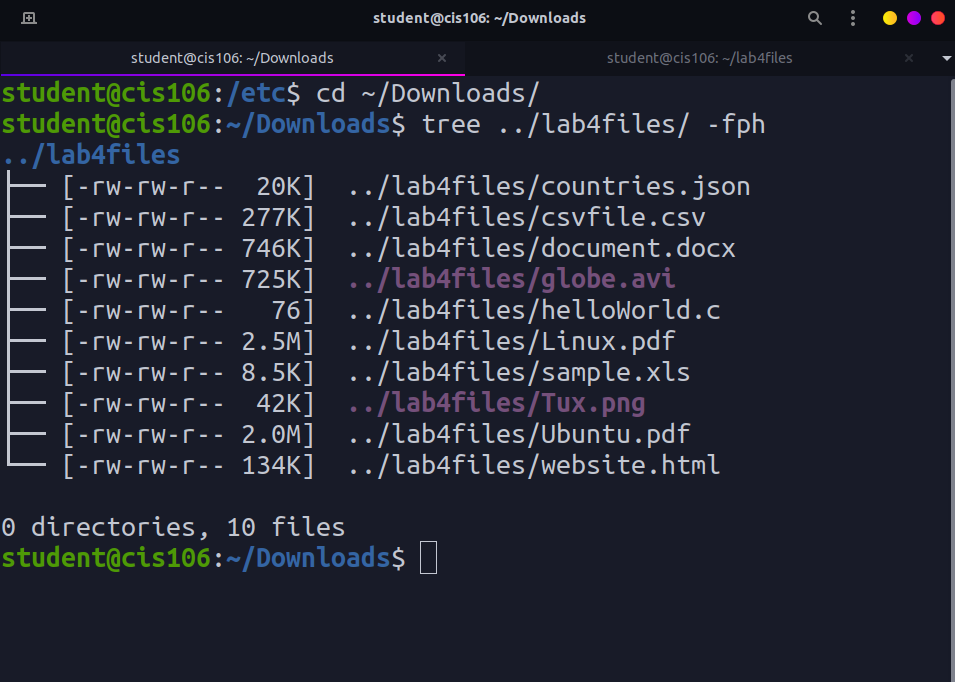 student@cis106: ~/Downloads
student@cis106: ~/Downloads × student@cis106: ~/lab4files ×
student@cis106:/etc$ cd ~/Downloads/
student@cis106:~/Downloads$ tree ../lab4files/ -fph
../lab4files
├── [-rw-rw-r--  20K]  ../lab4files/countries.json
├── [-rw-rw-r-- 277K]  ../lab4files/csvfile.csv
├── [-rw-rw-r-- 746K]  ../lab4files/document.docx
├── [-rw-rw-r-- 725K]  ../lab4files/globe.avi
├── [-rw-rw-r--   76]  ../lab4files/helloWorld.c
├── [-rw-rw-r-- 2.5M]  ../lab4files/Linux.pdf
├── [-rw-rw-r-- 8.5K]  ../lab4files/sample.xls
├── [-rw-rw-r--  42K]  ../lab4files/Tux.png
├── [-rw-rw-r-- 2.0M]  ../lab4files/Ubuntu.pdf
└── [-rw-rw-r-- 134K]  ../lab4files/website.html
0 directories, 10 files
student@cis106:~/Downloads$